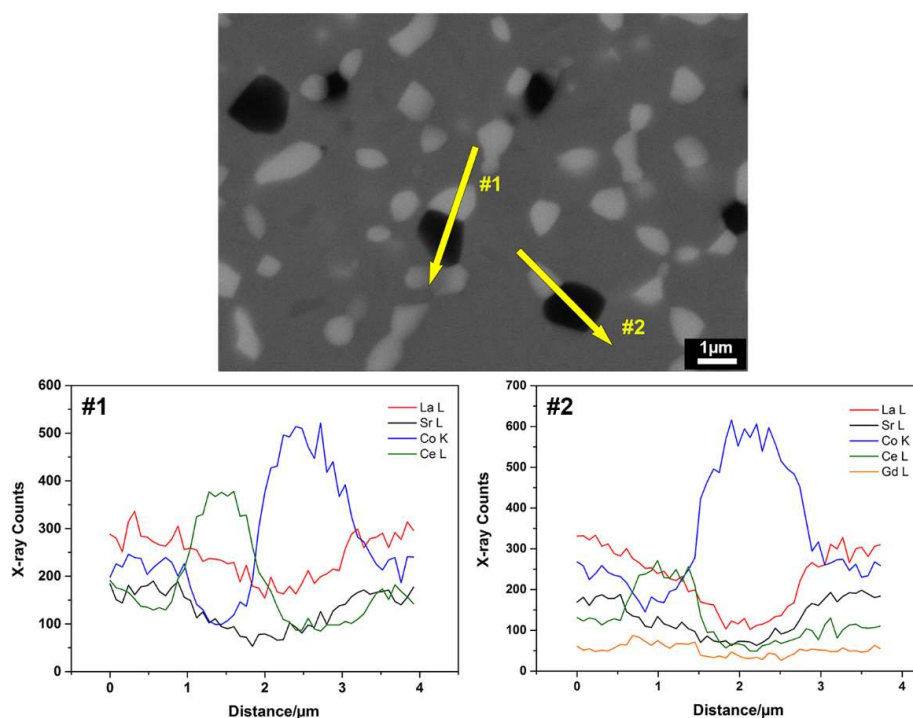 #1
#2
1µm
#1
La L
Sr L
Co K
Ce L
600
500
400
300
200
100
0
X-ray Counts
0 1 2 3 4
Distance/µm
#2
La L
Sr L
Co K
Ce L
Gd L
700
600
500
400
300
200
100
0
X-ray Counts
0 1 2 3 4
Distance/µm